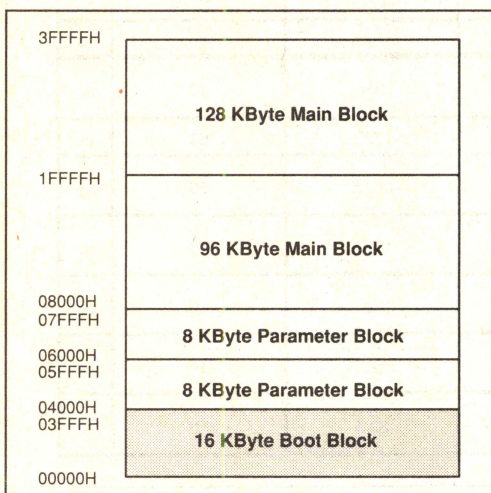 3FFFFH
128 KByte Main Block
1FFFFH
96 KByte Main Block
08000H
07FFFH
8 KByte Parameter Block
06000H
05FFFH
8 KByte Parameter Block
04000H
03FFFH
16 KByte Boot Block
00000H